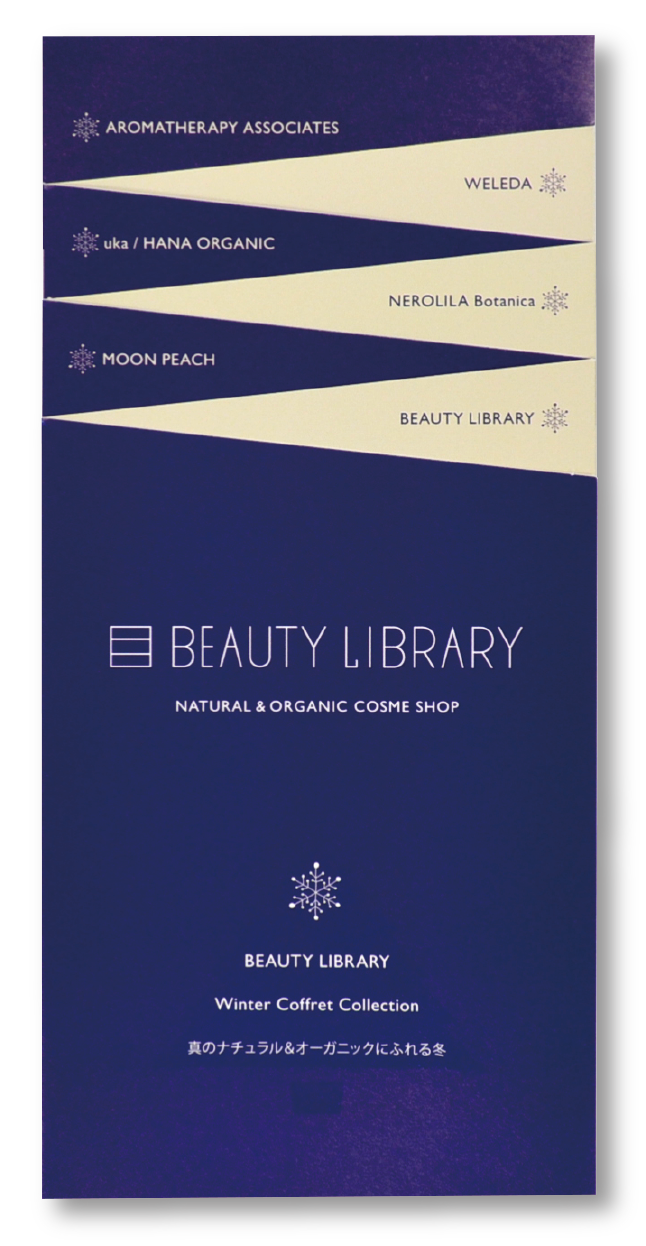 AROMATHERAPY ASSOCIATES
WELEDA
uka / HANA ORGANIC
NEROLILA Botanica
MOON PEACH
BEAUTY LIBRARY
BEAUTY LIBRARY
NATURAL & ORGANIC COSME SHOP
BEAUTY LIBRARY
Winter Coffret Collection
真のナチュラル&オーガニックにふれる冬